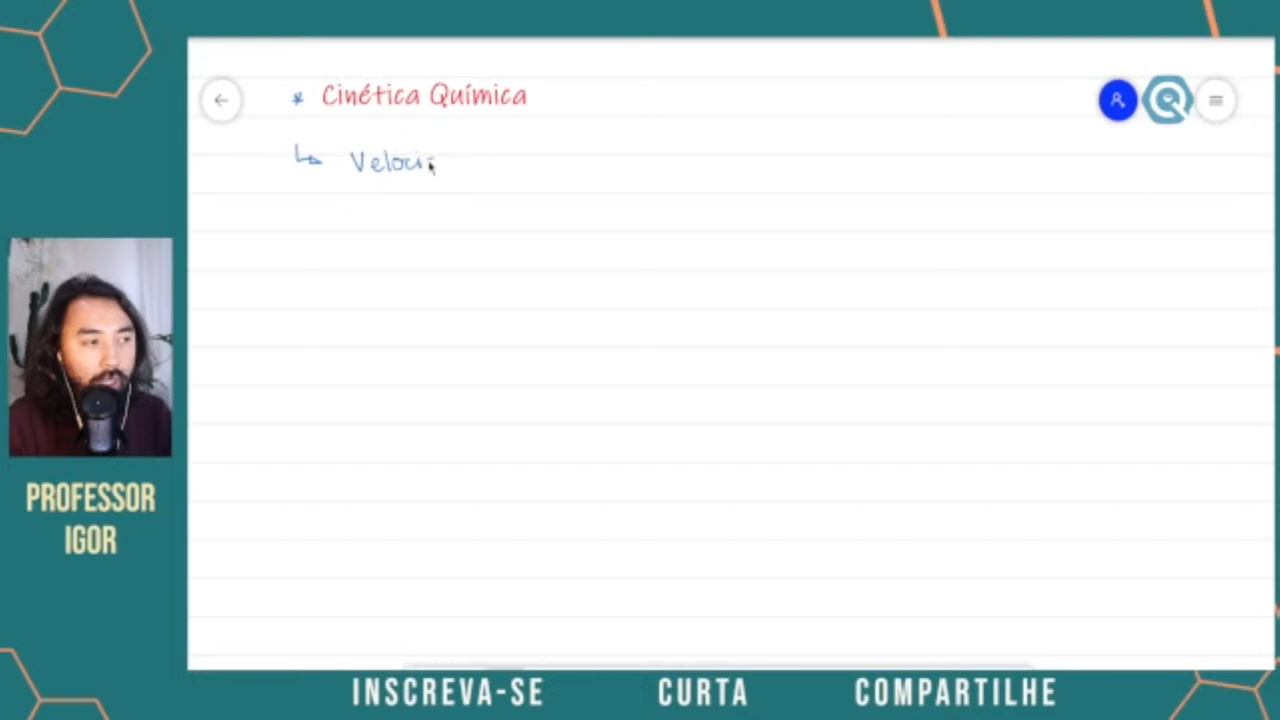 * Cinética Química
↳ Veloci
PROFESSOR
IGOR
INSCREVA-SE CURTA COMPARTILHE